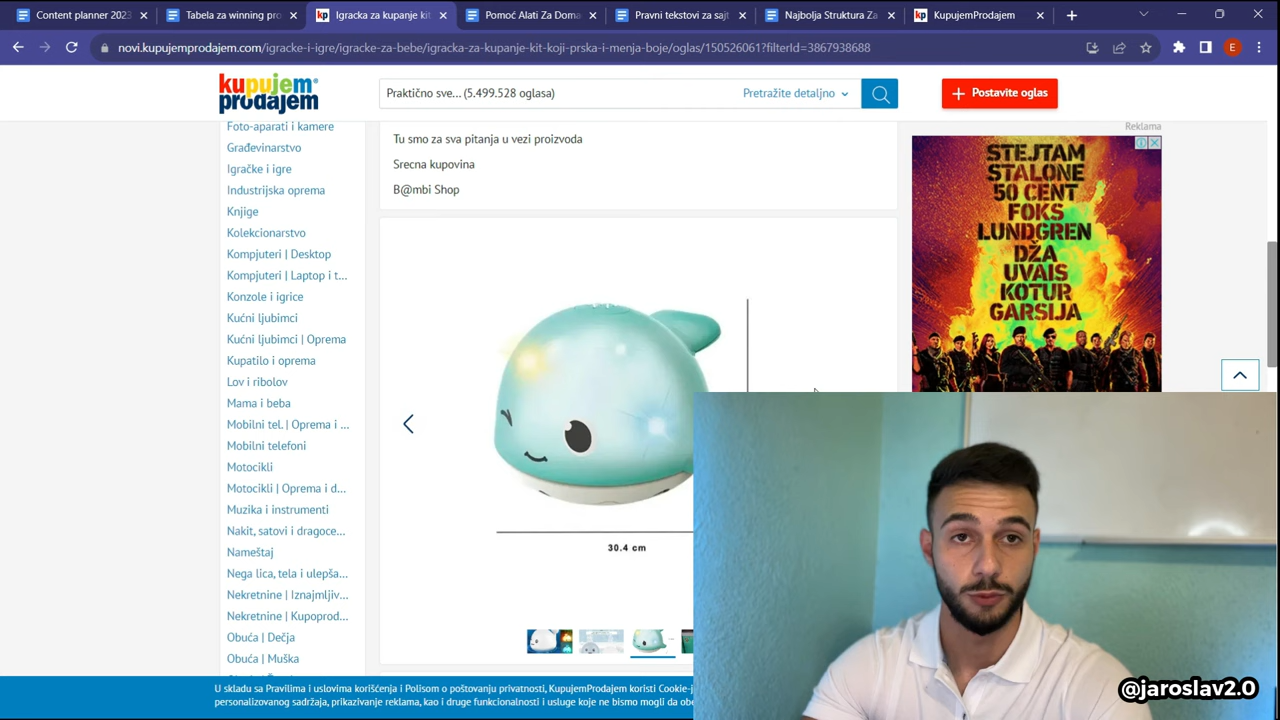 Content planner 2023
Tabela za winning pro
Igracka za kupanje kit
Pomoć Alati Za Doma
Pravni tekstovi za sajt
Najbolja Struktura Za
KupujemProdajem
novi.kupujemprodajem.com/igracke-i-igre/igracke-za-bebe/igracka-za-kupanje-kit-koji-prska-i-menja-boje/oglas/150526061?filterId=3867938688
E
kupujem
prodajem
Praktično sve... (5.499.528 oglasa)
Pretražite detaljno
Postavite oglas
Foto-aparati i kamere
Građevinarstvo
Igračke i igre
Industrijska oprema
Knjige
Kolekcionarstvo
Kompjuteri | Desktop
Kompjuteri | Laptop i t...
Konzole i igrice
Kućni ljubimci
Kućni ljubimci | Oprema
Kupatilo i oprema
Lov i ribolov
Mama i beba
Mobilni tel. | Oprema i ...
Mobilni telefoni
Motocikli
Motocikli | Oprema i d...
Muzika i instrumenti
Nakit, satovi i dragoce...
Nameštaj
Nega lica, tela i ulepša...
Nekretnine | Iznajmljiv...
Nekretnine | Kupoprod...
Obuća | Dečja
Obuća | Muška
Tu smo za sva pitanja u vezi proizvoda
Srecna kupovina
B@mbi Shop
30.4 cm
Reklama
STEJTAM
STALONE
50 CENT
FOKS
LUNDGREN
DŽA
UVAIS
KOTUR
GARSIJA
U skladu sa Pravilima i uslovima korišćenja i Polisom o poštovanju privatnosti, KupujemProdajem koristi Cookie-j
personalizovanog sadržaja, prikazivanje reklama, kao i druge funkcionalnosti i usluge koje ne bismo mogli da obe
@jaroslav2.0